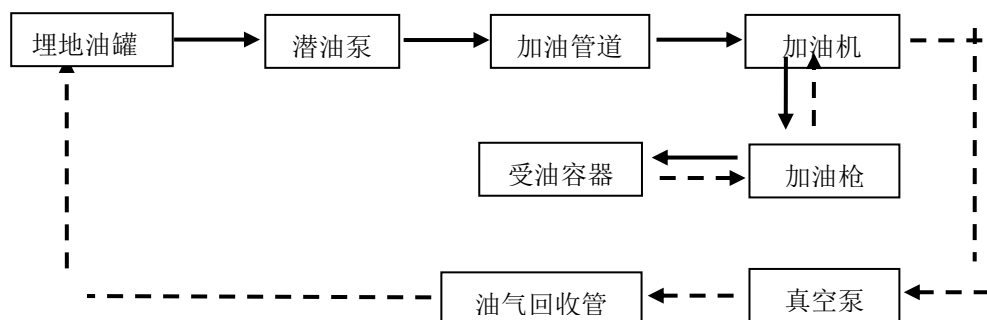 埋地油罐
潜油泵
加油管道
加油机
受油容器
加油枪
油气回收管
真空泵